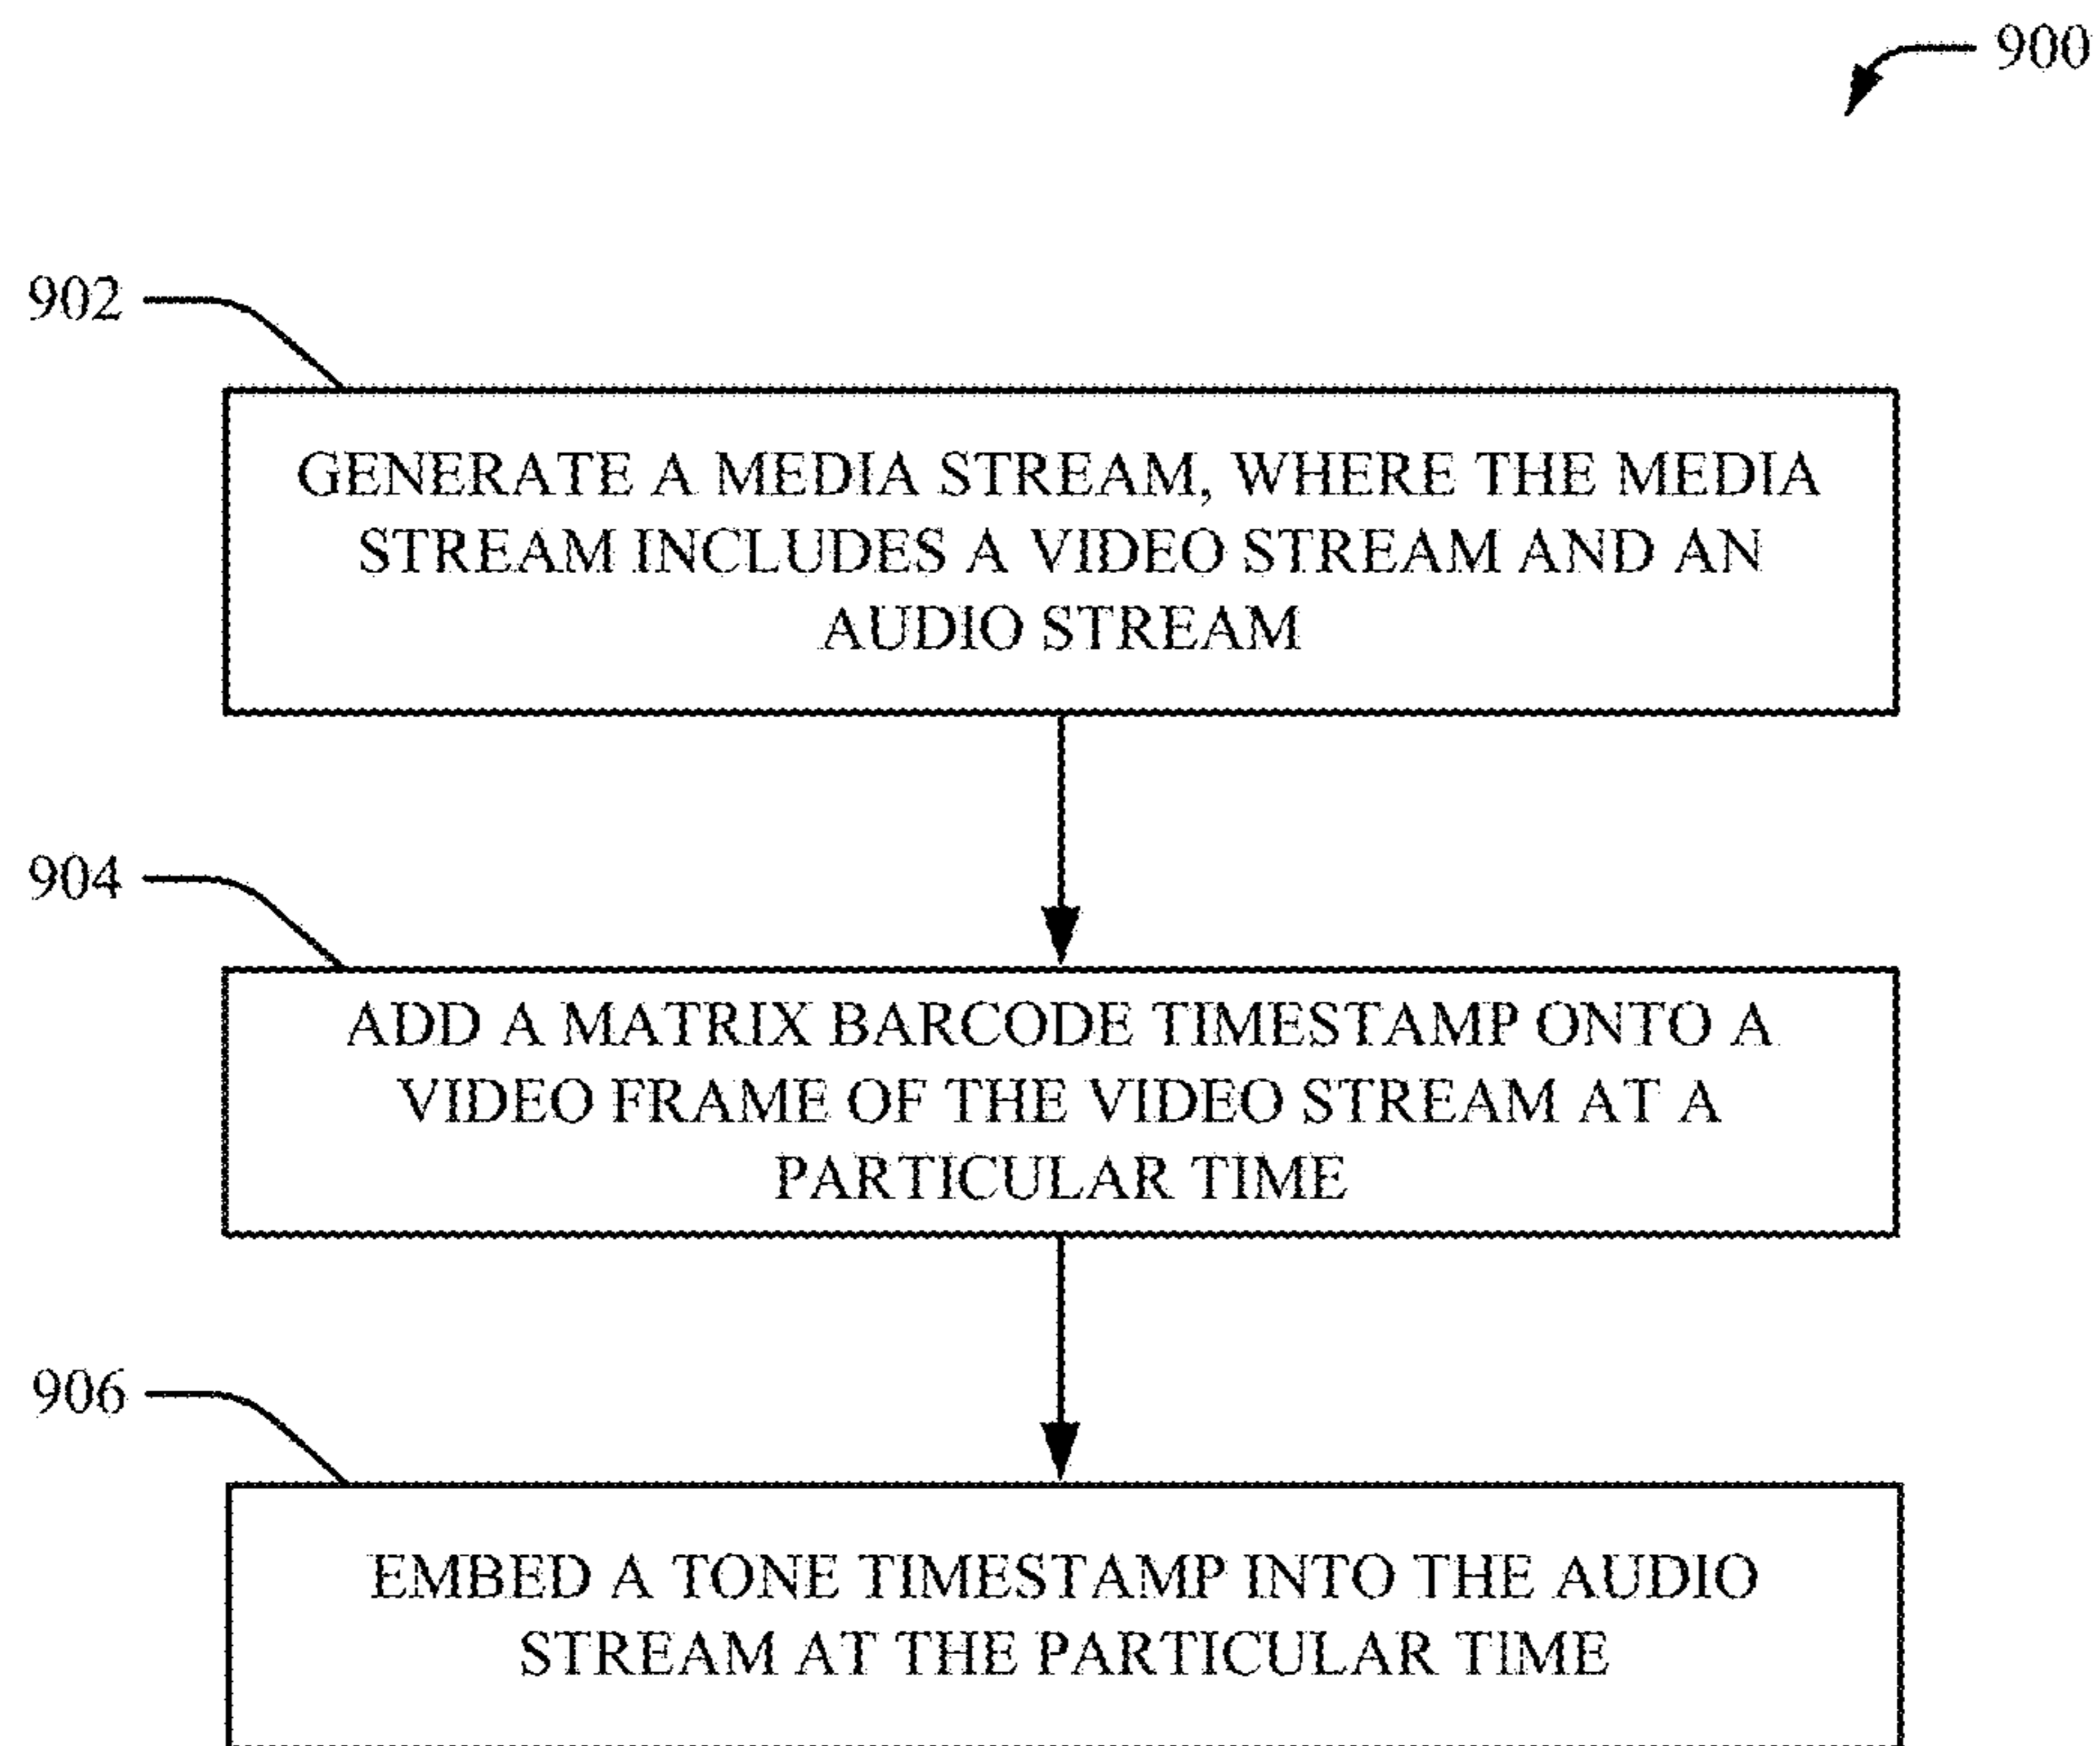 900
902
GENERATE A MEDIA STREAM, WHERE THE MEDIA
STREAM INCLUDES A VIDEO STREAM AND AN
AUDIO STREAM
904
ADD A MATRIX BARCODE TIMESTAMP ONTO A
VIDEO FRAME OF THE VIDEO STREAM AT A
PARTICULAR TIME
906
EMBED A TONE TIMESTAMP INTO THE AUDIO
STREAM AT THE PARTICULAR TIME